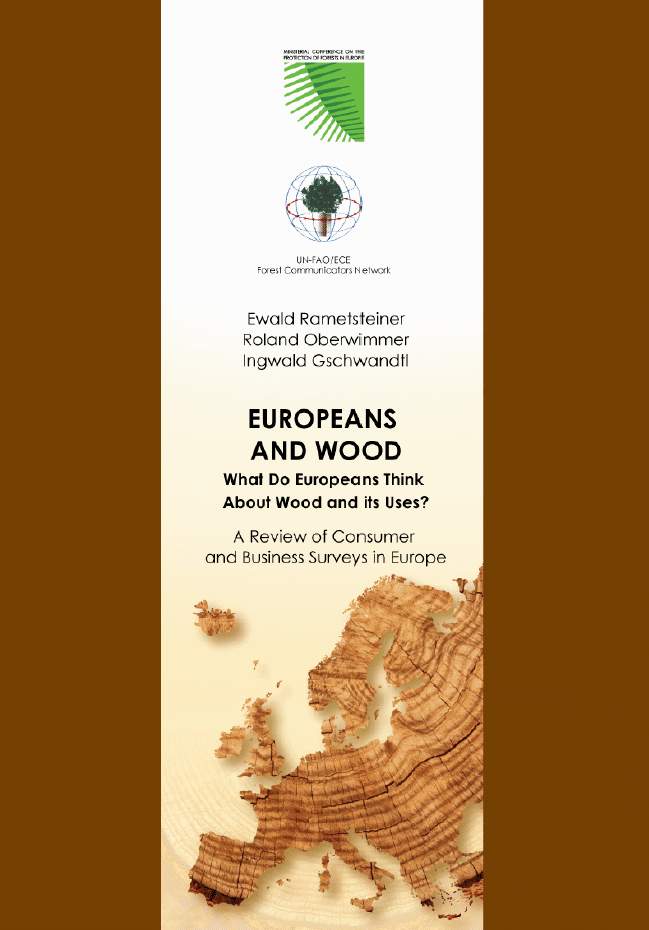 MINISTERIAL CONFERENCE ON THE
PROTECTION OF FORESTS IN EUROPE
UN-FAO/ECE
Forest Communicators Network
Ewald Rametsteiner
Roland Oberwimmer
Ingwald Gschwandtl
EUROPEANS
AND WOOD
What Do Europeans Think
About Wood and its Uses?
A Review of Consumer
and Business Surveys in Europe